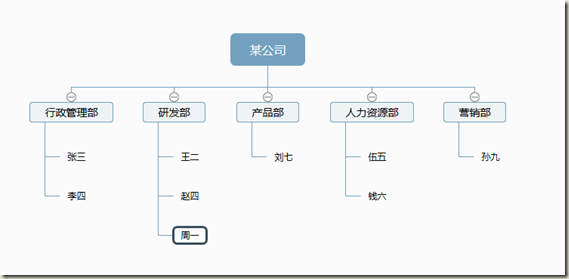 某公司
行政管理部 研发部 产品部 人力资源部 营销部
张三 王二 刘七 伍五 孙九
李四 赵四 钱六
周一